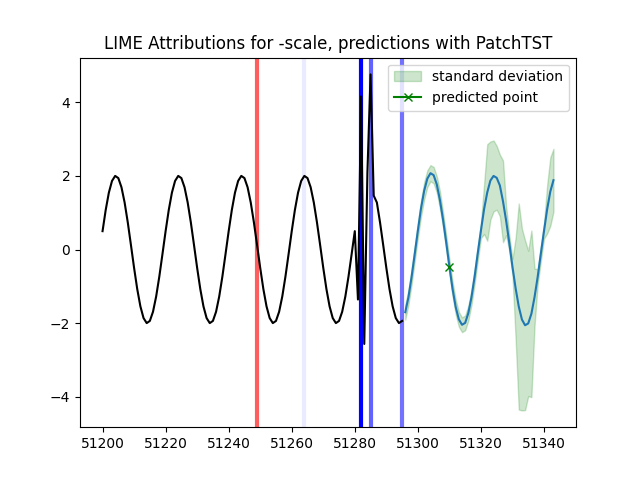 LIME Attributions for -scale, predictions with PatchTST
standard deviation
predicted point
4
2
0
−2
−4
51200 51220 51240 51260 51280 51300 51320 51340